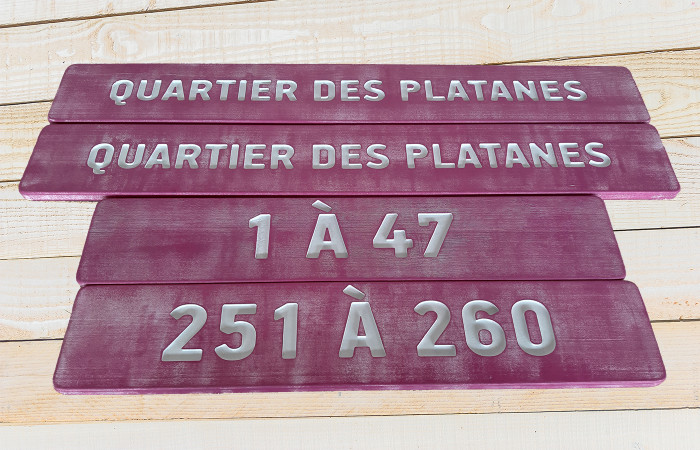 QUARTIER DES PLATANES
QUARTIER DES PLATANES
1 À 47
251 À 260